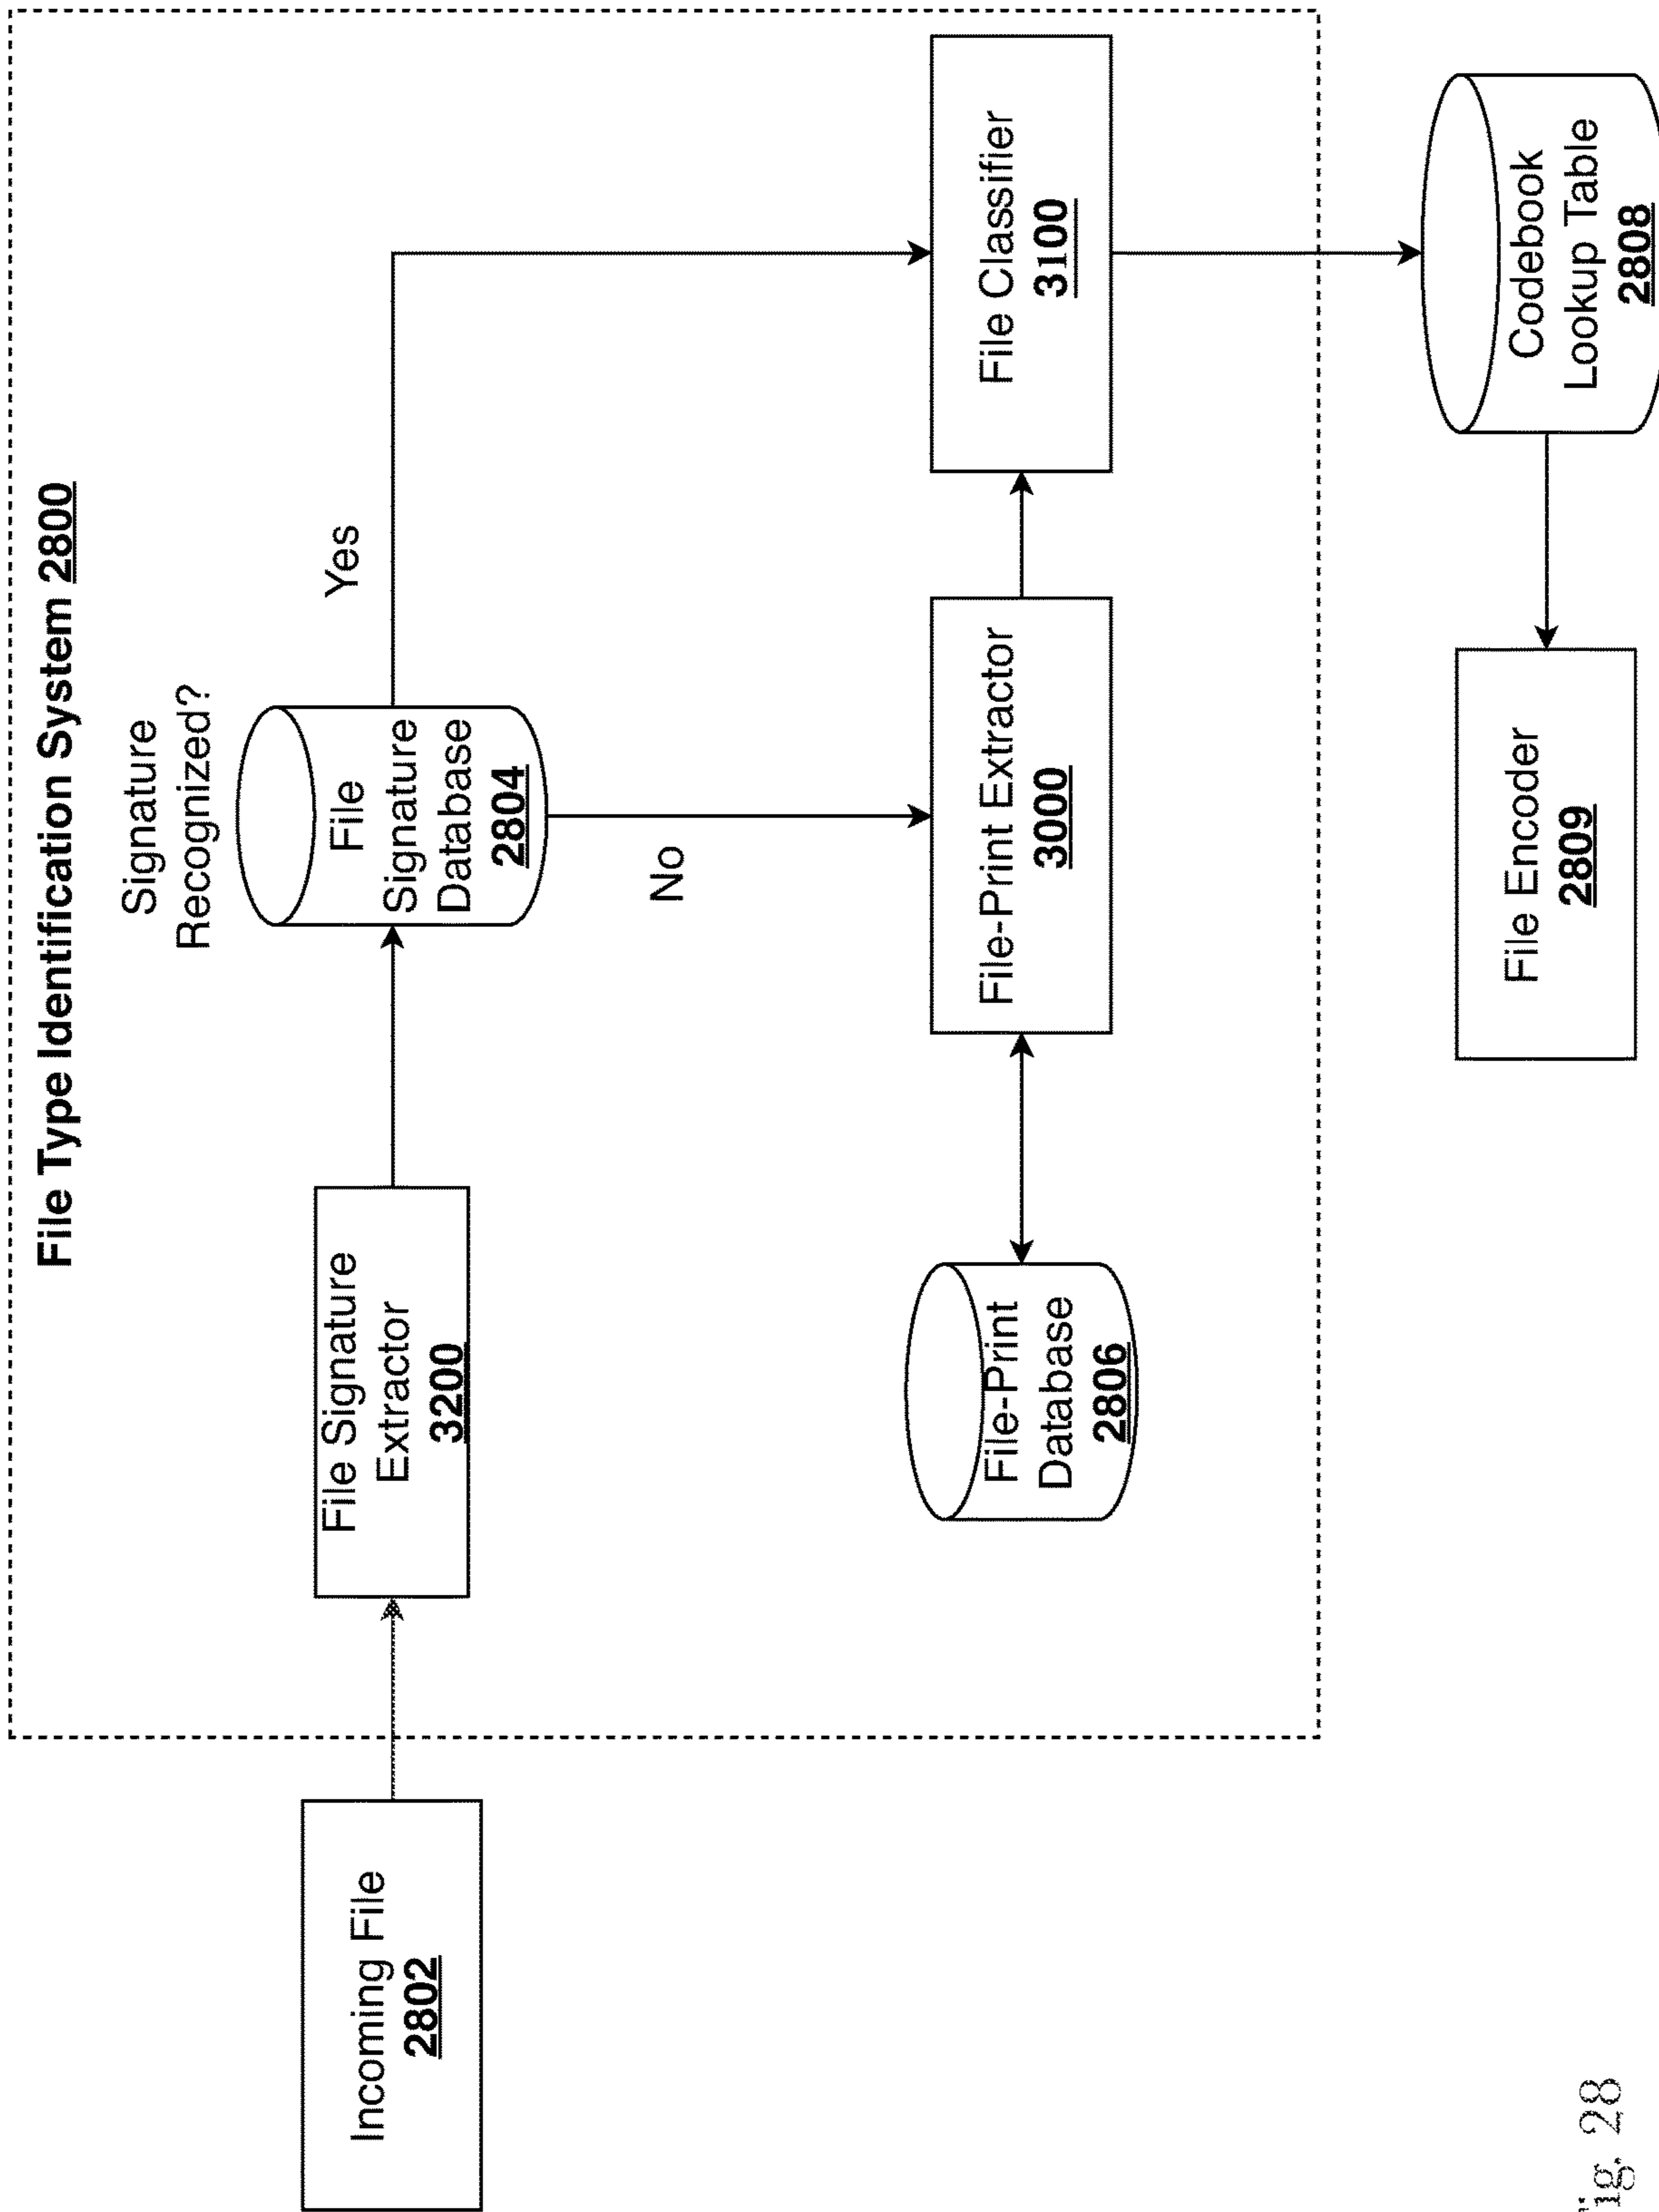 File Type Identification System 2800
Signature
Recognized?
Incoming File
2802
File Signature
Extractor
3200
File
Signature
Database
2804
Yes
No
File-Print
Database
2806
File-Print Extractor
3000
File Classifier
3100
File Encoder
2809
Codebook
Lookup Table
2808
ig. 28